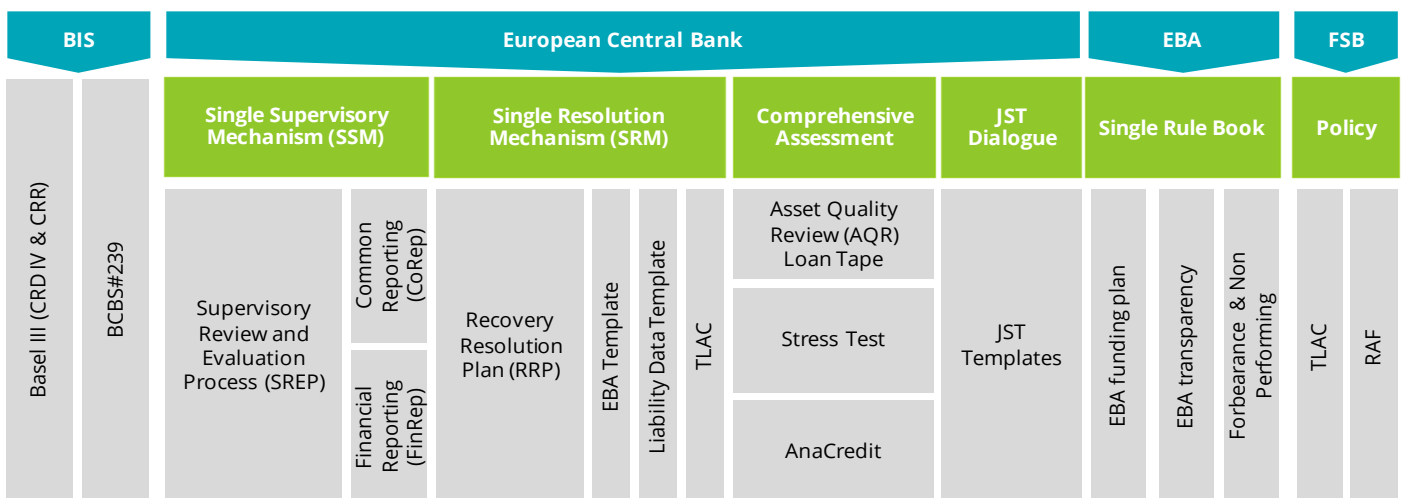 BIS
European Central Bank
EBA
FSB
Single Supervisory
Mechanism (SSM)
Single Resolution
Mechanism (SRM)
Comprehensive
Assessment
JST
Dialogue
Single Rule Book
Policy
Basel III (CRD IV & CRR)
BCBS#239
Supervisory
Review and
Evaluation
Process (SREP)
Common
Reporting
(CoRep)
Financial
Reporting
(FinRep)
Recovery
Resolution
Plan (RRP)
EBA Template
Liability Data Template
TLAC
Asset Quality
Review (AQR)
Loan Tape
Stress Test
AnaCredit
JST
Templates
EBA funding plan
EBA transparency
Forbearance & Non
Performing
TLAC
RAF